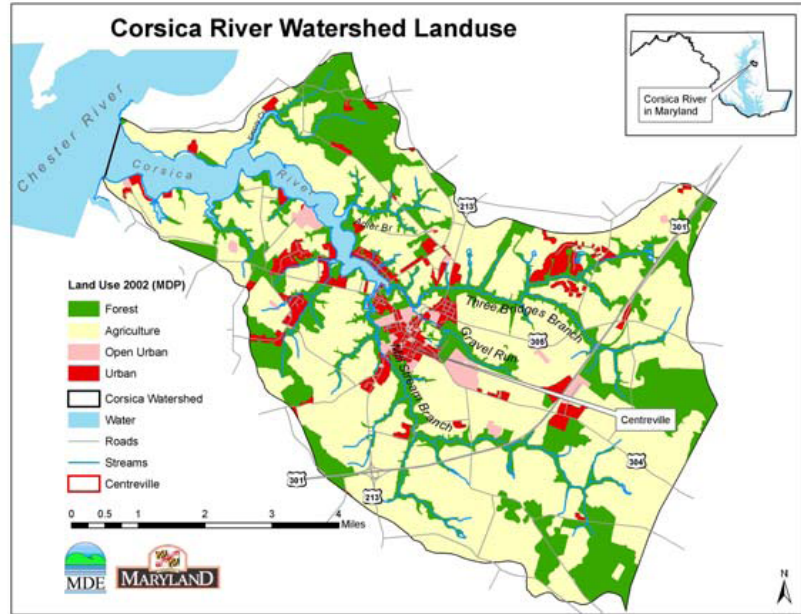 Corsica River Watershed Landuse
Corsica River
in Maryland
Chester River
Corsica
River
213
301
Three Bridges Branch
305
Gravel Run
Mill Stream Branch
Centreville
304
301
213
Land Use 2002 (MDP)
Forest
Agriculture
Open Urban
Urban
Corsica Watershed
Water
Roads
Streams
Centreville
0 0.5 1 2 3 4
Miles
MDE
MARYLAND
N